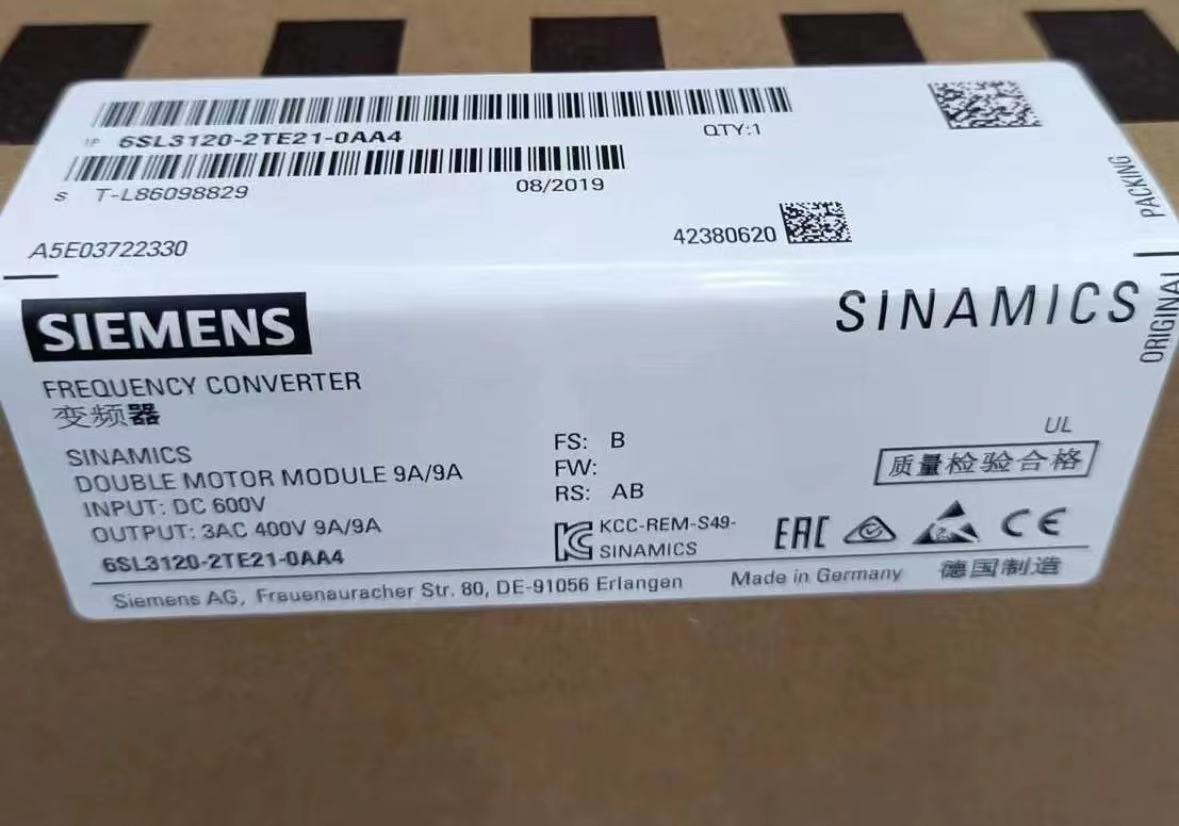 1P 6SL3120-2TE21-0AA4
QTY:1
S T-L86098829
08/2019
A5E03722330
42380620
ORIGINAL PACKING
SIEMENS
SINAMICS
FREQUENCY CONVERTER
变频器
SINAMICS
DOUBLE MOTOR MODULE 9A/9A
INPUT: DC 600V
OUTPUT: 3AC 400V 9A/9A
6SL3120-2TE21-0AA4
FS: B
FW:
RS: AB
KCC-REM-S49-
SINAMICS
UL
质量检验合格
EAC
CE
Siemens AG, Frauenauracher Str. 80, DE-91056 Erlangen
Made in Germany
德国制造